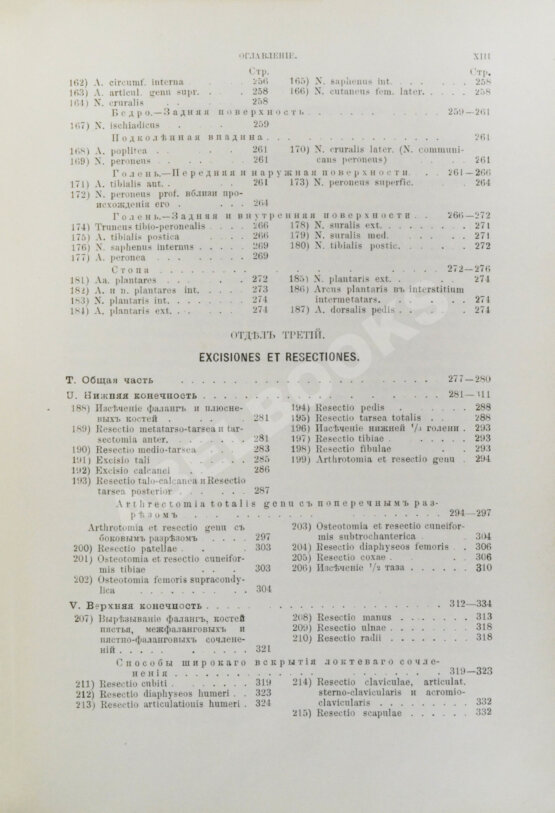 ОГЛАВЛЕНІЕ. XIII
Стр. Стр.
162) A. circumf. interna . . 256
163) A. articul. genu supr. . . . 258
164) N. cruralis . . 258
165) N. saphenus int. . . . . 258
166) N. cutaneus fem. later. . . . . 258
Бедро.—Задняя поверхность . . . 259—261
167) N. ischiadicus . . 259
Подколѣнная впадина . . . 261
168) A. poplitea . . 261
169) N. peroneus . . . 261
170) N. cruralis later. (N. communi-
cans peroneus) . . 261
Голень.—Передняя и наружная поверхности . . 261—266
171) A. tibialis ant. . . . 261
172) N. peroneus prof. вблизи про-
исхожденія его . . . . 264
173) N. peroneus superfic. . . . 264
Голень.—Задняя и внутренняя поверхности . . 266—272
174) Truncus tibio-peronealis . . . 266
175) A. tibialis postica . . . . 266
176) N. saphenus internus . . . . 269
177) A. peronea . . 269
178) N. suralis ext. . . . . 271
179) N. suralis med. . . . . 271
180) N. tibialis postic. . . . 272
Стопа . . . 272—276
181) Aa. plantares . . . 272
182) A. и n. plantares int. . . . 273
183) N. plantaris int. . . . . 274
184) A. plantaris ext. . . . . 274
185) N. plantaris ext. . . 274
186) Arcus plantaris въ interstitium
intermetatars. . . . 274
187) A. dorsalis pedis . . . 274
ОТДѢЛЪ ТРЕТІЙ.
EXCISIONES ET RESECTIONES.
T. Общая часть . . . 277—280
U. Нижняя конечность . . . 281—311
188) Изсѣченіе фалангъ и плюсне-
выхъ костей . . . 281
189) Resectio metatarso-tarsea и tar-
sectomia anter. . . . 281
190) Resectio medio-tarsea . . 283
191) Excisio tali . . . . 285
192) Excisio calcanei . . 286
193) Resectio talo-calcanea и Resectio
tarsea posterior . . . 287
194) Resectio pedis . . . . 288
195) Resectio tarsea totalis . . . . 288
196) Изсѣченіе нижней 1/3 голени . 293
197) Resectio tibiae . . . . 293
198) Resectio fibulae . . . . 293
199) Arthrotomia et resectio genu . . 294
Arthrectomia totalis genu съ поперечнымъ раз-
рѣзомъ . . . 294—297
Arthrotomia et resectio genu съ
боковымъ разрѣзомъ . . . . 297
200) Resectio patellae . . . 303
201) Osteotomia et resectio cuneifor-
mis tibiae . . . 303
202) Osteotomia femoris supracondy-
lica . . . 304
203) Osteotomia et resectio cuneifor-
mis subtrochanterica . . 304
204) Resectio diaphyseos femoris . . 306
205) Resectio coxae . . . . 306
206) Изсѣченіе 1/2 таза . . . . 310
V. Верхняя конечность . . . 312—334
207) Вырѣзываніе фалангъ, костей
пястья, межфаланговыхъ и
пястно-фаланговыхъ сочлене-
ній . . . 321
208) Resectio manus . . . . 313
209) Resectio ulnae . . . . 318
210) Resectio radii . . . . 318
Способы широкаго вскрытія локтеваго сочле-
ненія . . . 319—323
211) Resectio cubiti . . . 319
212) Resectio diaphyseos humeri . . 323
213) Resectio articulationis humeri . 324
214) Resectio claviculae, articulat.
sterno-clavicularis и acromio-
clavicularis . . . 332
215) Resectio scapulae . . . . 332